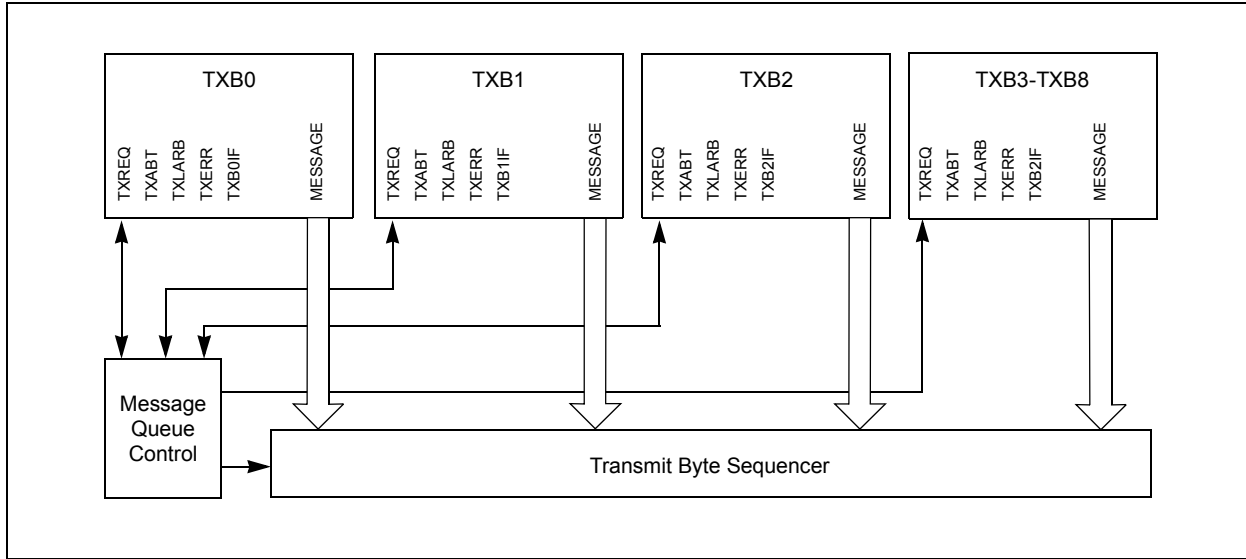 TXB0
TXREQ
TXABT
TXLARB
TXERR
TXB0IF
MESSAGE
TXB1
TXREQ
TXABT
TXLARB
TXERR
TXB1IF
MESSAGE
TXB2
TXREQ
TXABT
TXLARB
TXERR
TXB2IF
MESSAGE
TXB3-TXB8
TXREQ
TXABT
TXLARB
TXERR
TXB2IF
MESSAGE
Message
Queue
Control
Transmit Byte Sequencer